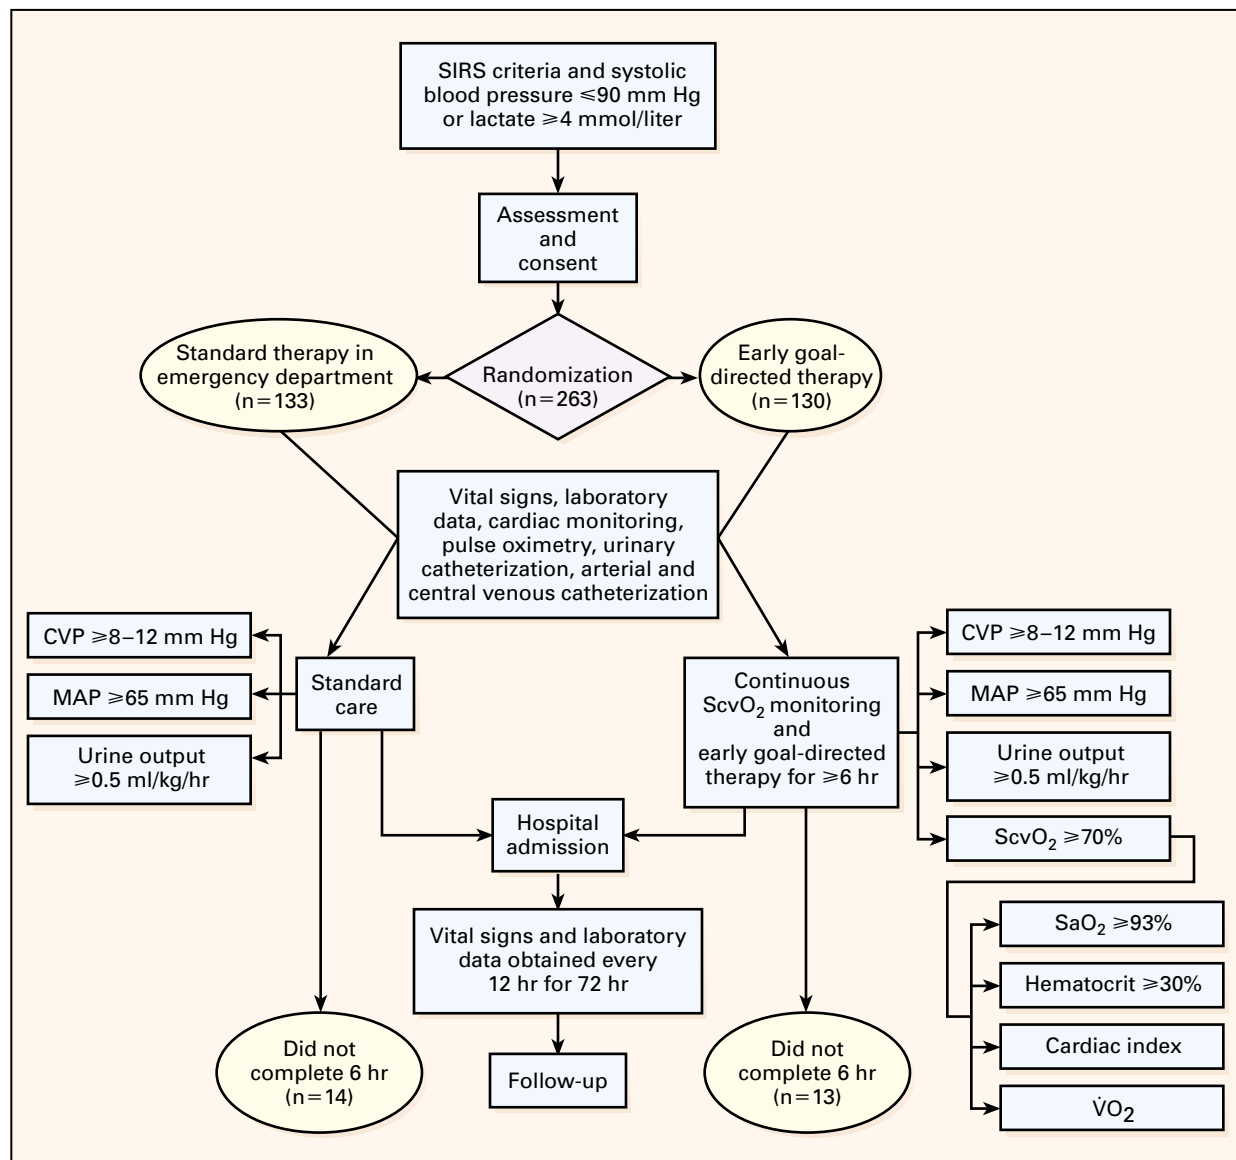 SIRS criteria and systolic
blood pressure ≤90 mm Hg
or lactate ≥4 mmol/liter
Assessment
and
consent
Standard therapy in
emergency department
(n=133)
Randomization
(n=263)
Early goal-
directed therapy
(n=130)
Vital signs, laboratory
data, cardiac monitoring,
pulse oximetry, urinary
catheterization, arterial and
central venous catheterization
CVP ≥8–12 mm Hg
MAP ≥65 mm Hg
Urine output
≥0.5 ml/kg/hr
Standard
care
Continuous
ScvO₂ monitoring
and
early goal-directed
therapy for ≥6 hr
CVP ≥8–12 mm Hg
MAP ≥65 mm Hg
Urine output
≥0.5 ml/kg/hr
ScvO₂ ≥70%
Hospital
admission
Vital signs and laboratory
data obtained every
12 hr for 72 hr
SaO₂ ≥93%
Hematocrit ≥30%
Cardiac index
V̇O₂
Did not
complete 6 hr
(n=14)
Follow-up
Did not
complete 6 hr
(n=13)